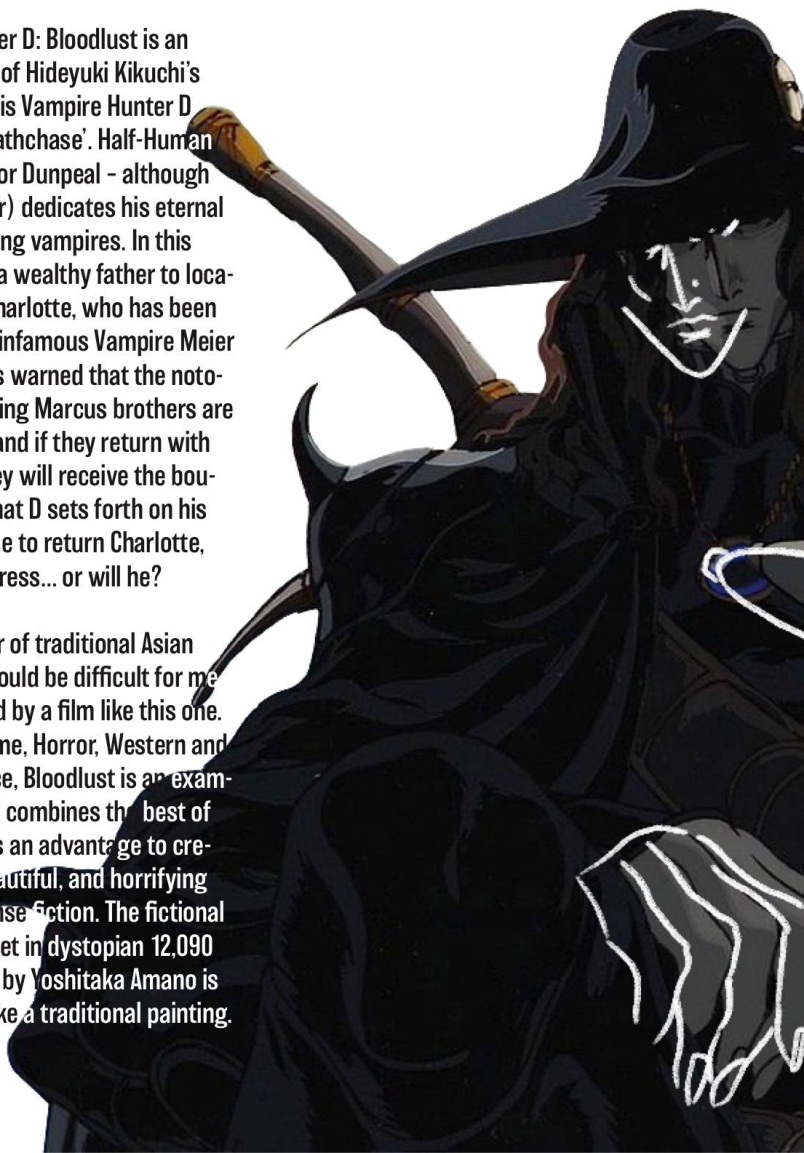 er D: Bloodlust is an
of Hideyuki Kikuchi’s
is Vampire Hunter D
athchase’. Half-Human
or Dunpeal – although
r) dedicates his eternal
ng vampires. In this
a wealthy father to loca-
harlotte, who has been
infamous Vampire Meier
s warned that the noto-
ing Marcus brothers are
and if they return with
ey will receive the bou-
hat D sets forth on his
e to return Charlotte,
ress... or will he?
r of traditional Asian
ould be difficult for me
d by a film like this one.
me, Horror, Western and
ce, Bloodlust is an exam-
t combines the best of
s an advantage to cre-
autiful, and horrifying
nse fiction. The fictional
et in dystopian 12,090
by Yoshitaka Amano is
ke a traditional painting.